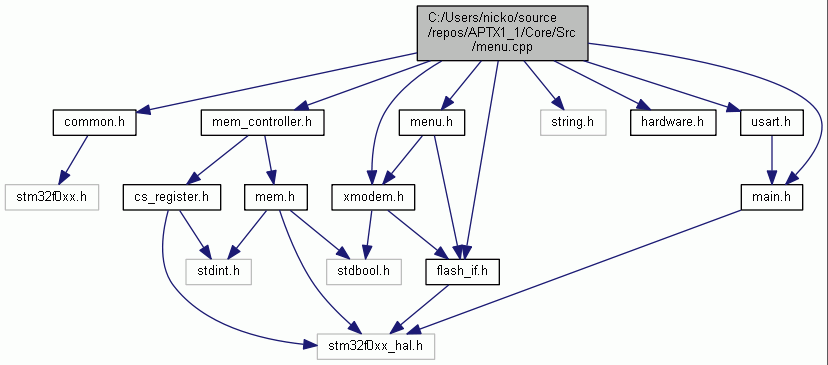 C:/Users/nicko/source
/repos/APTX1_1/Core/Src
/menu.cpp
common.h
mem_controller.h
menu.h
string.h
hardware.h
usart.h
stm32f0xx.h
cs_register.h
mem.h
xmodem.h
main.h
stdint.h
stdbool.h
flash_if.h
stm32f0xx_hal.h